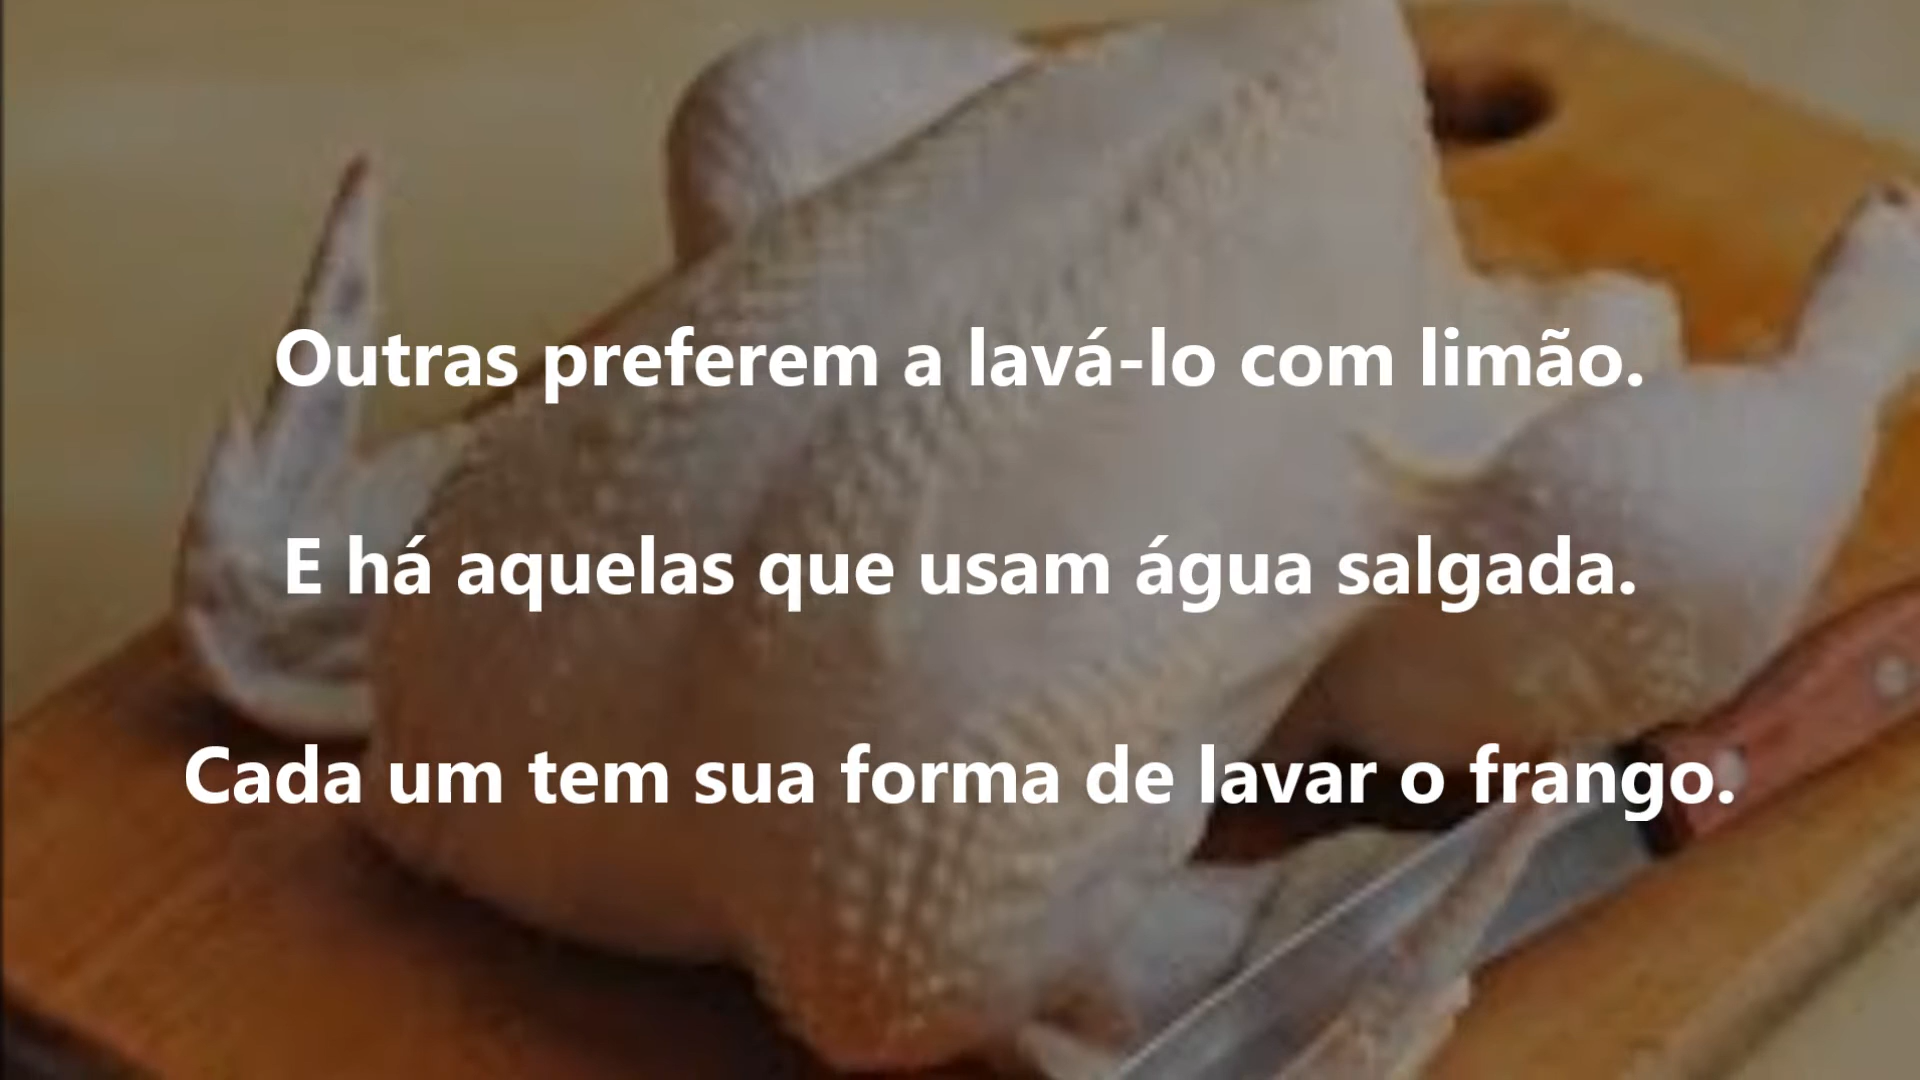 Outras preferem a lavá-lo com limão.
E há aquelas que usam água salgada.
Cada um tem sua forma de lavar o frango.